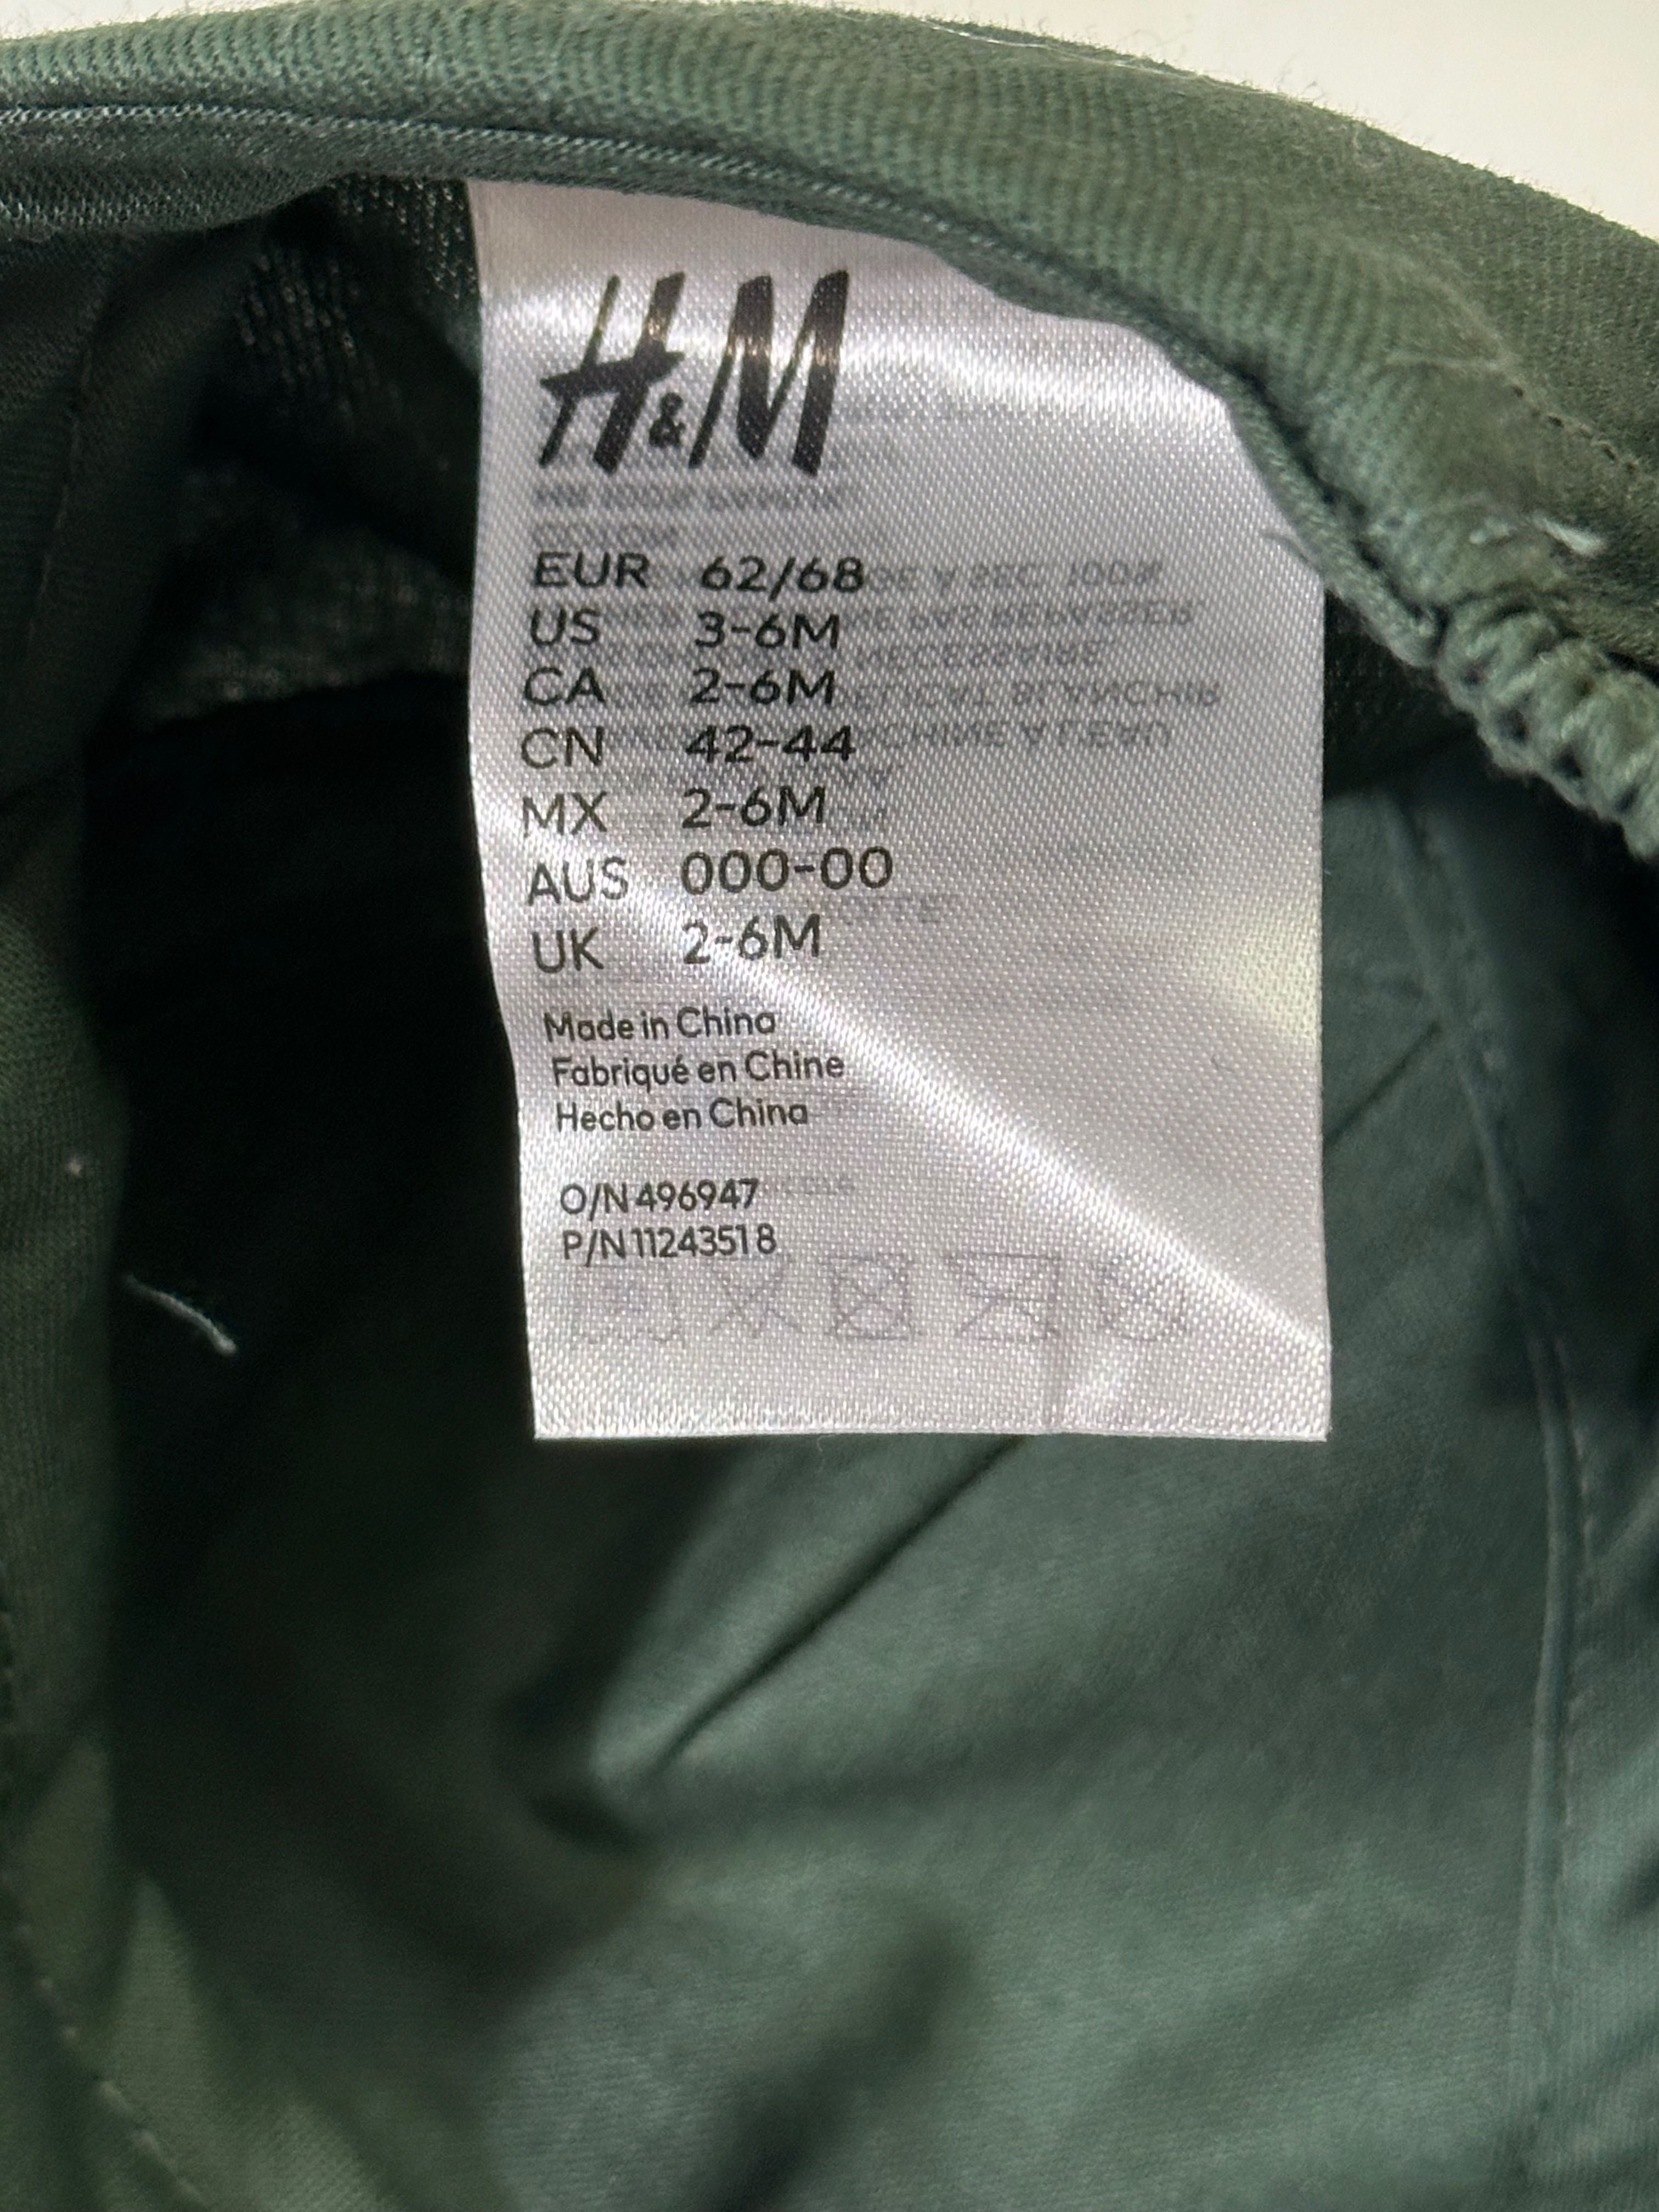 H&M
EUR 62/68
US 3-6M
CA 2-6M
CN 42-44
MX 2-6M
AUS 000-00
UK 2-6M
Made in China
Fabriqué en Chine
Hecho en China
O/N 496947
P/N 11243518